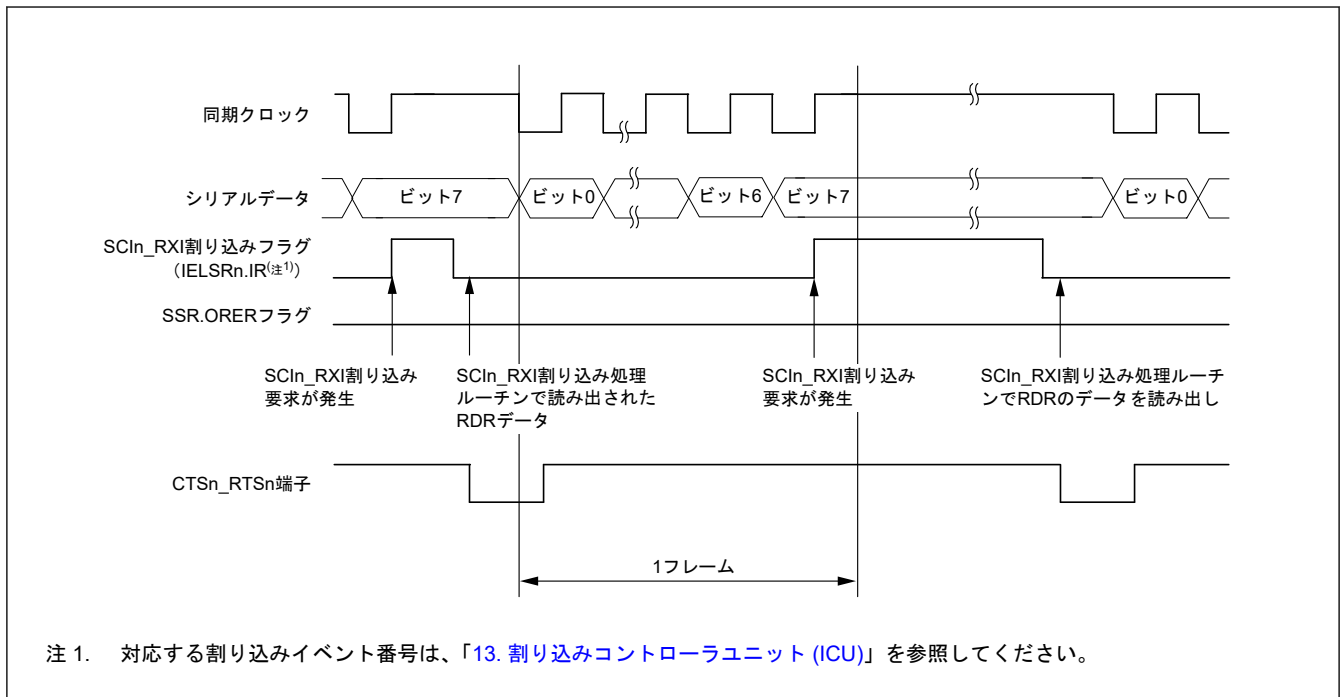 同期クロック
シリアルデータ
ビット7
ビット0
ビット6
ビット7
ビット0
SCIn_RXI割り込みフラグ
（IELSRn.IR(注1)）
SSR.ORERフラグ
SCIn_RXI割り込み
要求が発生
SCIn_RXI割り込み処理
ルーチンで読み出された
RDRデータ
SCIn_RXI割り込み
要求が発生
SCIn_RXI割り込み処理ルーチ
ンでRDRのデータを読み出し
CTSn_RTSn端子
1フレーム
注 1. 対応する割り込みイベント番号は、「13. 割り込みコントローラユニット (ICU)」を参照してください。